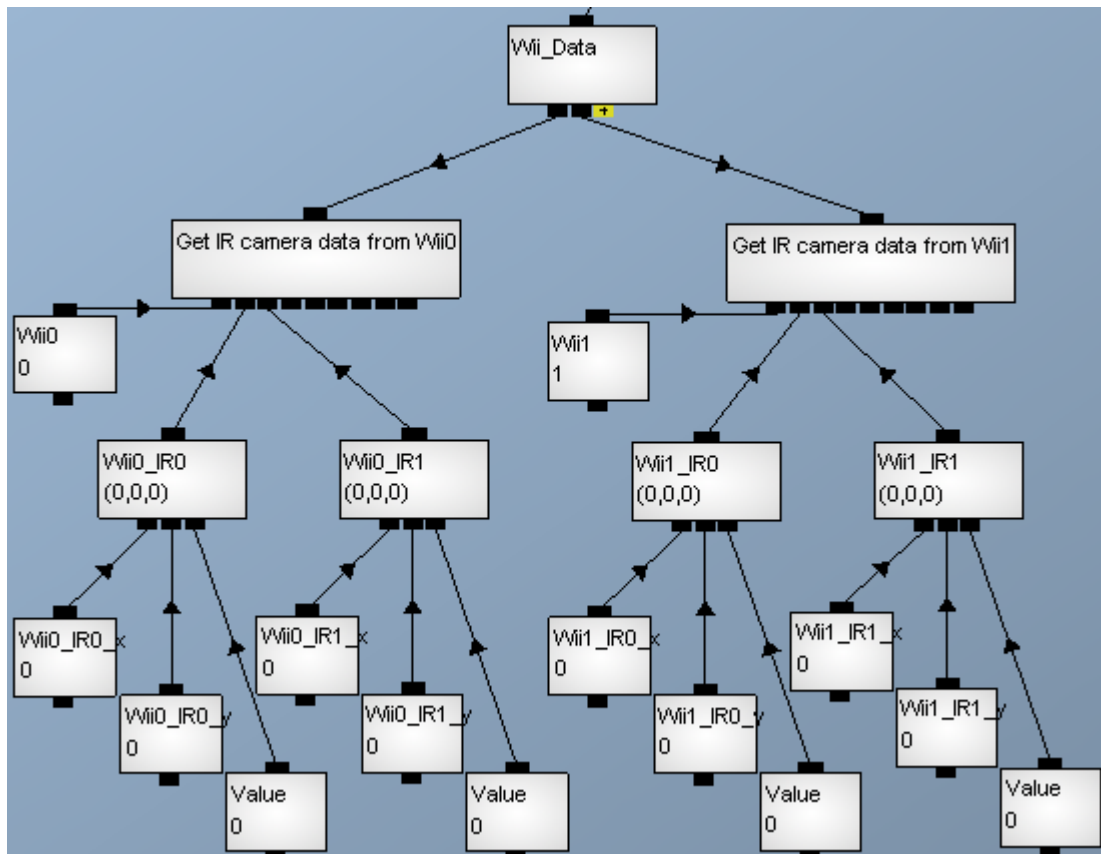 Wii_Data
+
Get IR camera data from Wii0
Get IR camera data from Wii1
Wii0
0
Wii1
1
Wii0_IR0
(0,0,0)
Wii0_IR1
(0,0,0)
Wii1_IR0
(0,0,0)
Wii1_IR1
(0,0,0)
Wii0_IR0_x
0
Wii0_IR1_x
0
Wii1_IR0_x
0
Wii1_IR1_x
0
Wii0_IR0_y
0
Wii0_IR1_y
0
Wii1_IR0_y
0
Wii1_IR1_y
0
Value
0
Value
0
Value
0
Value
0